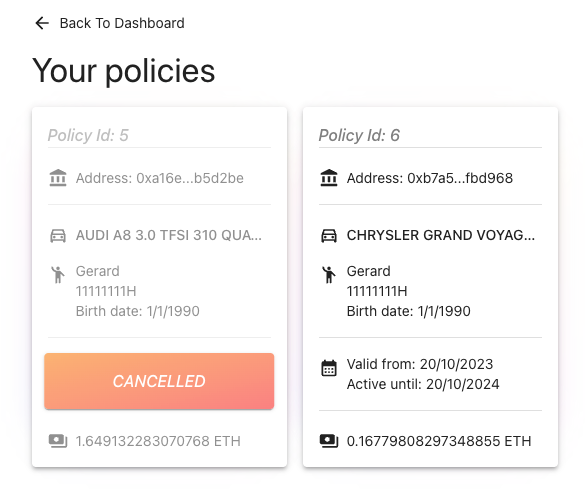 Back To Dashboard
Your policies
Policy Id: 5
Address: 0xa16e...b5d2be
AUDI A8 3.0 TFSI 310 QUA...
Gerard
11111111H
Birth date: 1/1/1990
CANCELLED
1.649132283070768 ETH
Policy Id: 6
Address: 0xb7a5...fbd968
CHRYSLER GRAND VOYAG...
Gerard
11111111H
Birth date: 1/1/1990
Valid from: 20/10/2023
Active until: 20/10/2024
0.16779808297348855 ETH